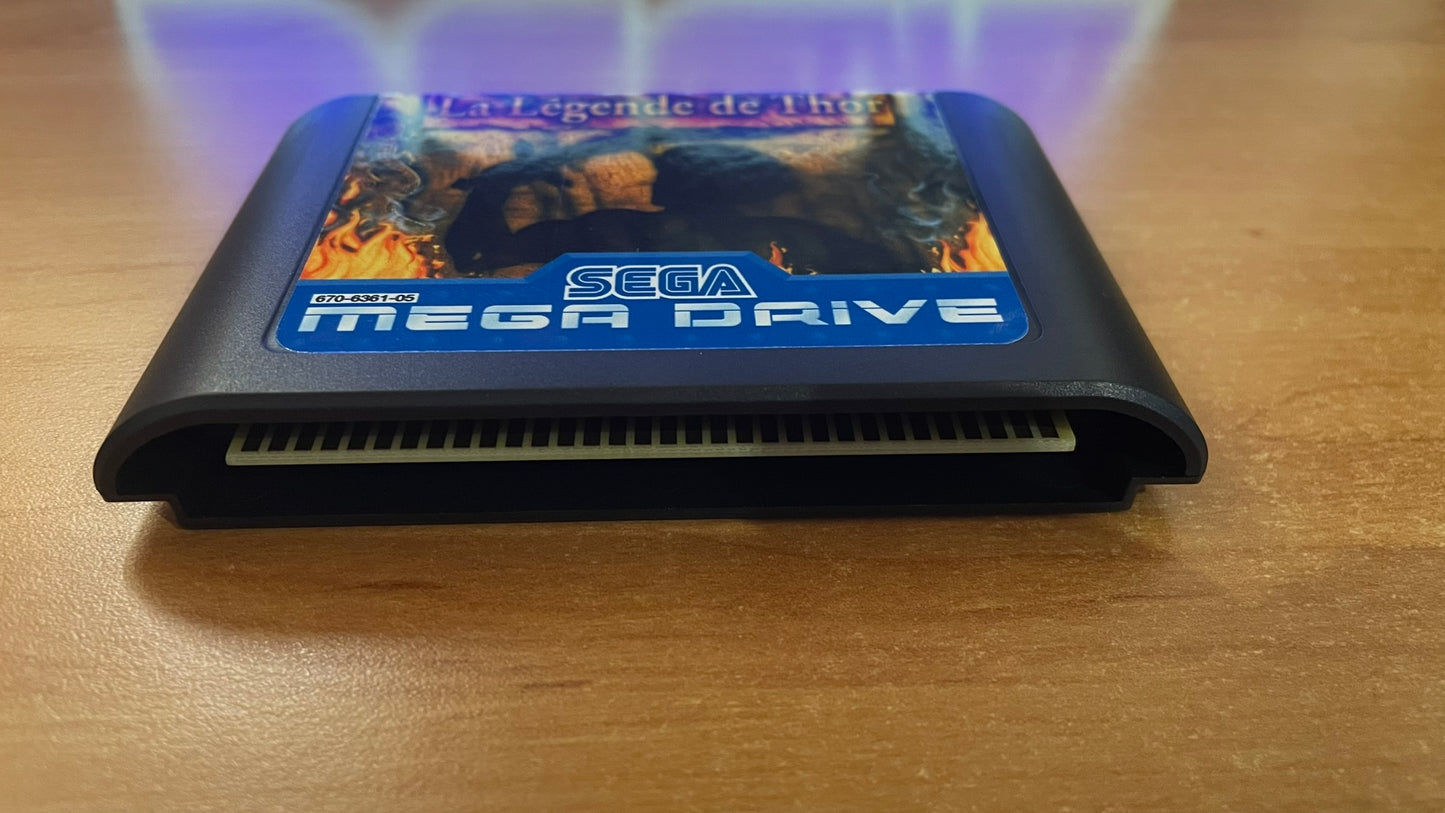 La Légende de Thor
SEGA
670-6361-05
MEGA DRIVE